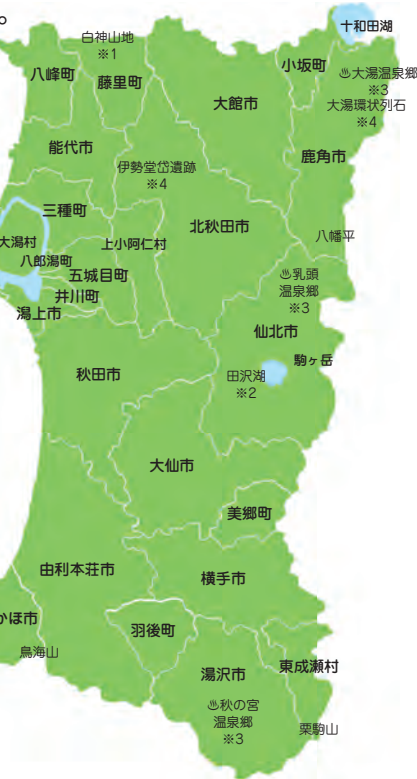 。
十和田湖
白神山地
※1
小坂町
八峰町
藤里町
大館市
♨大湯温泉郷
※3
大湯環状列石
※4
能代市
鹿角市
伊勢堂岱遺跡
※4
三種町
北秋田市
大潟村
上小阿仁村
八幡平
八郎潟町
五城目町
♨乳頭
温泉郷
※3
井川町
潟上市
仙北市
駒ヶ岳
秋田市
田沢湖
※2
大仙市
美郷町
由利本荘市
横手市
かほ市
羽後町
鳥海山
湯沢市
東成瀬村
♨秋の宮
温泉郷
※3
栗駒山